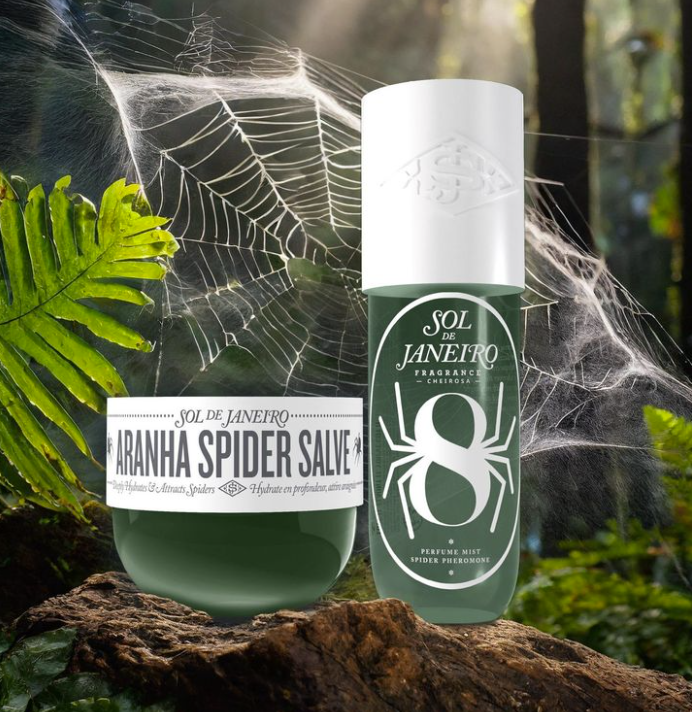 SOL DE JANEIRO
ARANHA SPIDER SALVE
Deeply Hydrates & Attracts Spiders Hydrate en profondeur, attire
SOL
DE
JANEIRO
FRAGRANCE
CHEIROSA
8
PERFUME MIST
SPIDER PHEROMONE